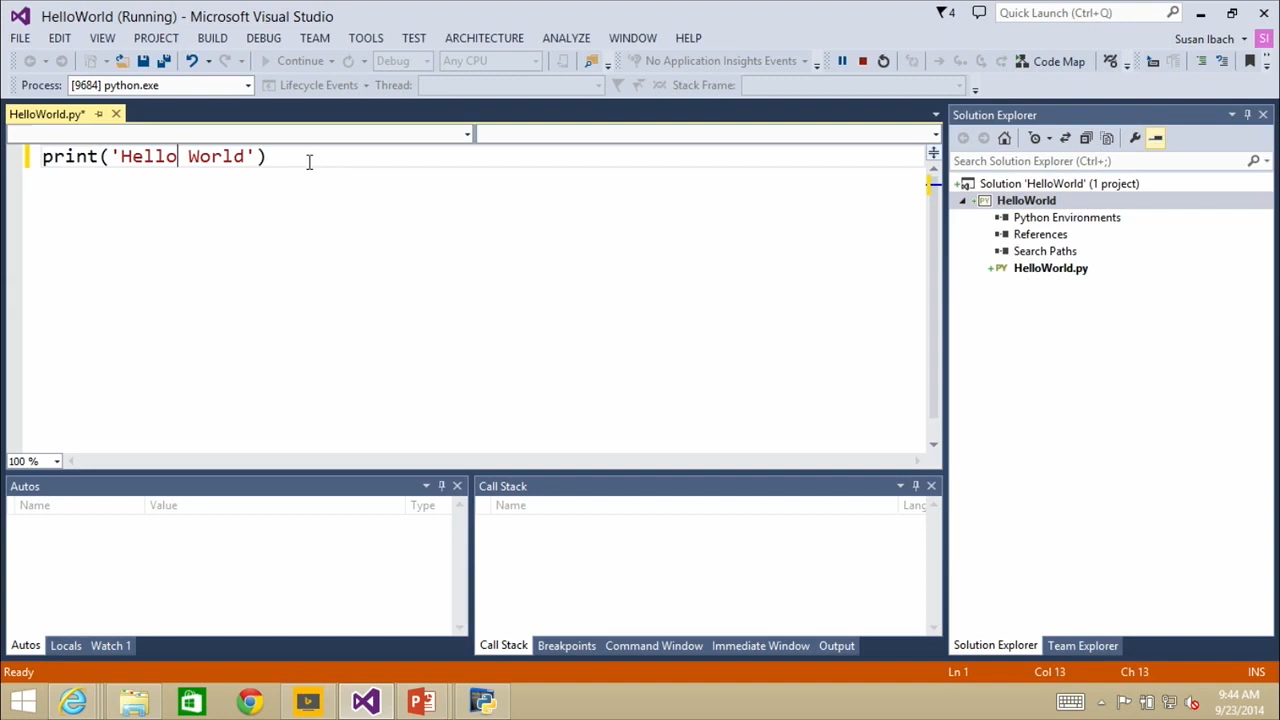 HelloWorld (Running) - Microsoft Visual Studio
4
Quick Launch (Ctrl+Q)
FILE EDIT VIEW PROJECT BUILD DEBUG TEAM TOOLS TEST ARCHITECTURE ANALYZE WINDOW HELP
Susan Ibach SI
Continue Debug Any CPU No Application Insights Events Code Map
Process: [9684] python.exe Lifecycle Events Thread: Stack Frame:
HelloWorld.py*
print('Hello World')
100 %
Solution Explorer
Search Solution Explorer (Ctrl+;)
Solution 'HelloWorld' (1 project)
PY HelloWorld
Python Environments
References
Search Paths
PY HelloWorld.py
Autos
Name Value Type
Call Stack
Name Lang
Autos Locals Watch 1
Call Stack Breakpoints Command Window Immediate Window Output
Solution Explorer Team Explorer
Ready Ln 1 Col 13 Ch 13 INS
9:44 AM
9/23/2014